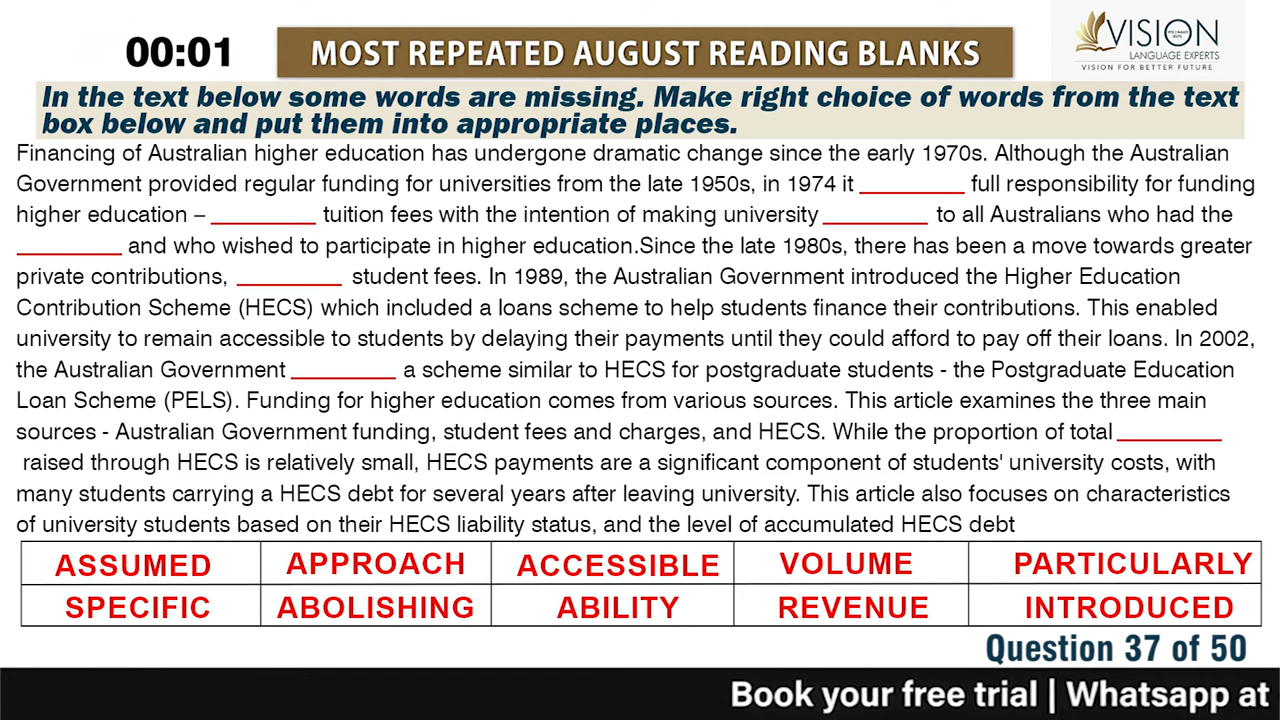 00:01
MOST REPEATED AUGUST READING BLANKS
VISION
LANGUAGE EXPERTS
VISION FOR BETTER FUTURE
In the text below some words are missing. Make right choice of words from the text
box below and put them into appropriate places.
Financing of Australian higher education has undergone dramatic change since the early 1970s. Although the Australian
Government provided regular funding for universities from the late 1950s, in 1974 it _________ full responsibility for funding
higher education – _________ tuition fees with the intention of making university _________ to all Australians who had the
_________ and who wished to participate in higher education.Since the late 1980s, there has been a move towards greater
private contributions, _________ student fees. In 1989, the Australian Government introduced the Higher Education
Contribution Scheme (HECS) which included a loans scheme to help students finance their contributions. This enabled
university to remain accessible to students by delaying their payments until they could afford to pay off their loans. In 2002,
the Australian Government _________ a scheme similar to HECS for postgraduate students - the Postgraduate Education
Loan Scheme (PELS). Funding for higher education comes from various sources. This article examines the three main
sources - Australian Government funding, student fees and charges, and HECS. While the proportion of total _________
raised through HECS is relatively small, HECS payments are a significant component of students' university costs, with
many students carrying a HECS debt for several years after leaving university. This article also focuses on characteristics
of university students based on their HECS liability status, and the level of accumulated HECS debt
ASSUMED APPROACH ACCESSIBLE VOLUME PARTICULARLY
SPECIFIC ABOLISHING ABILITY REVENUE INTRODUCED
Question 37 of 50
Book your free trial | Whatsapp at